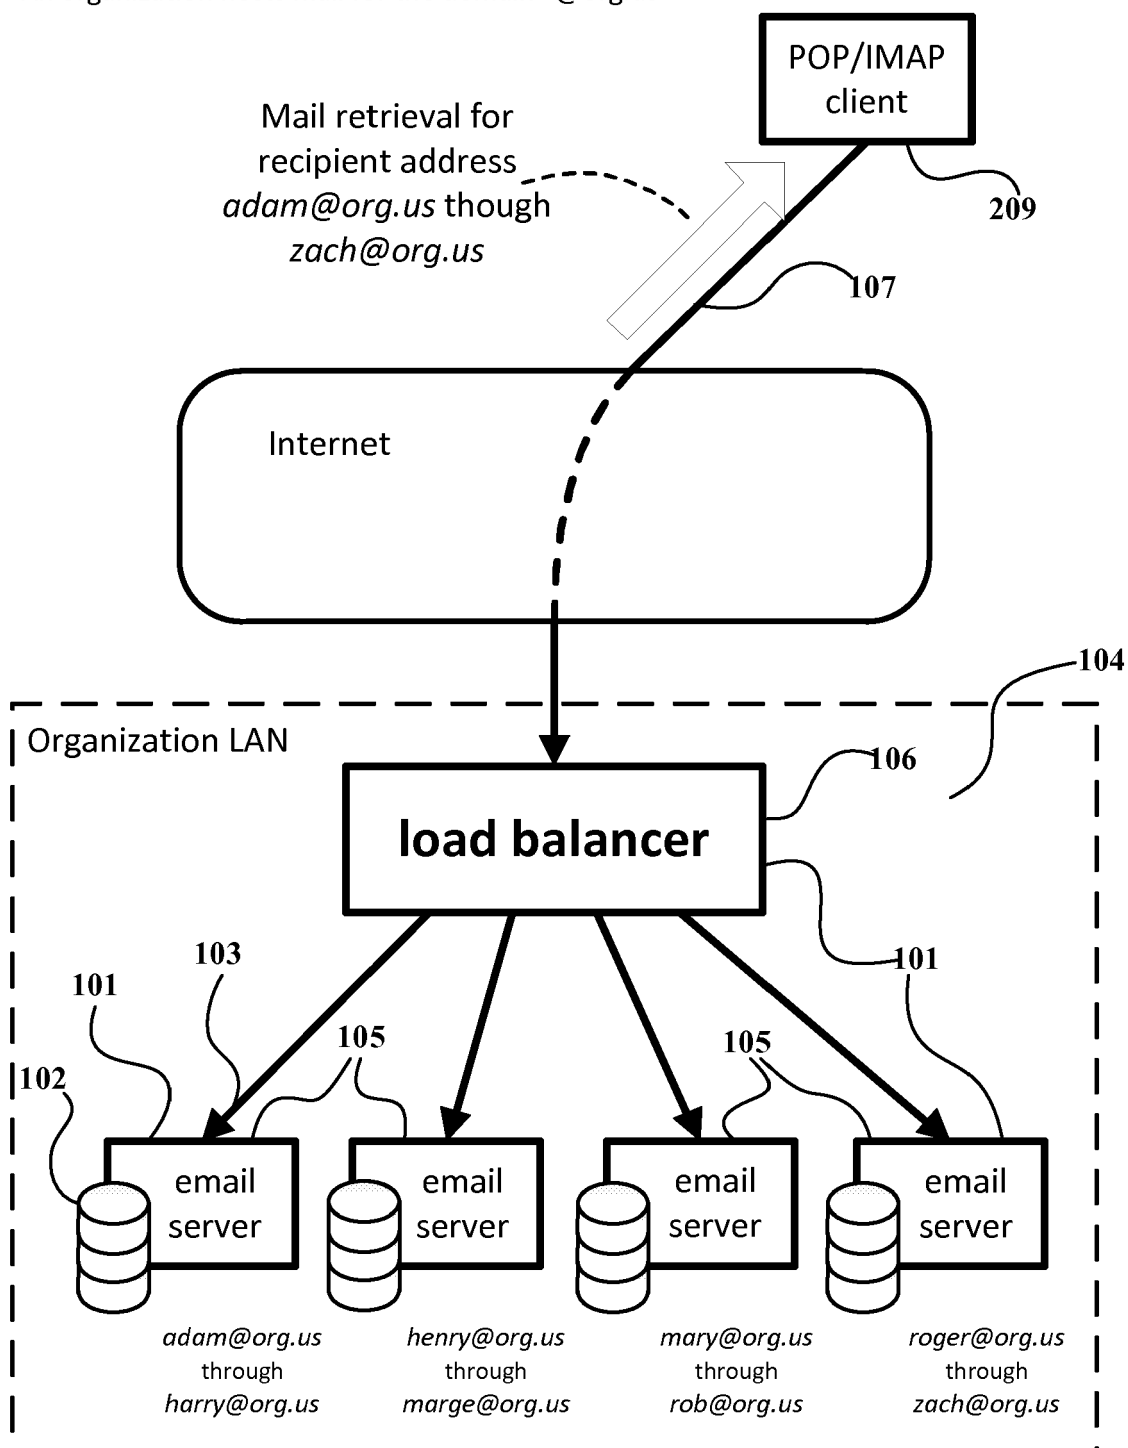 POP/IMAP
client
Mail retrieval for
recipient address
adam@org.us though
zach@org.us
209
107
Internet
104
Organization LAN
106
load balancer
103
101
101
105
105
102
email
server
email
server
email
server
email
server
adam@org.us
through
harry@org.us
henry@org.us
through
marge@org.us
mary@org.us
through
rob@org.us
roger@org.us
through
zach@org.us